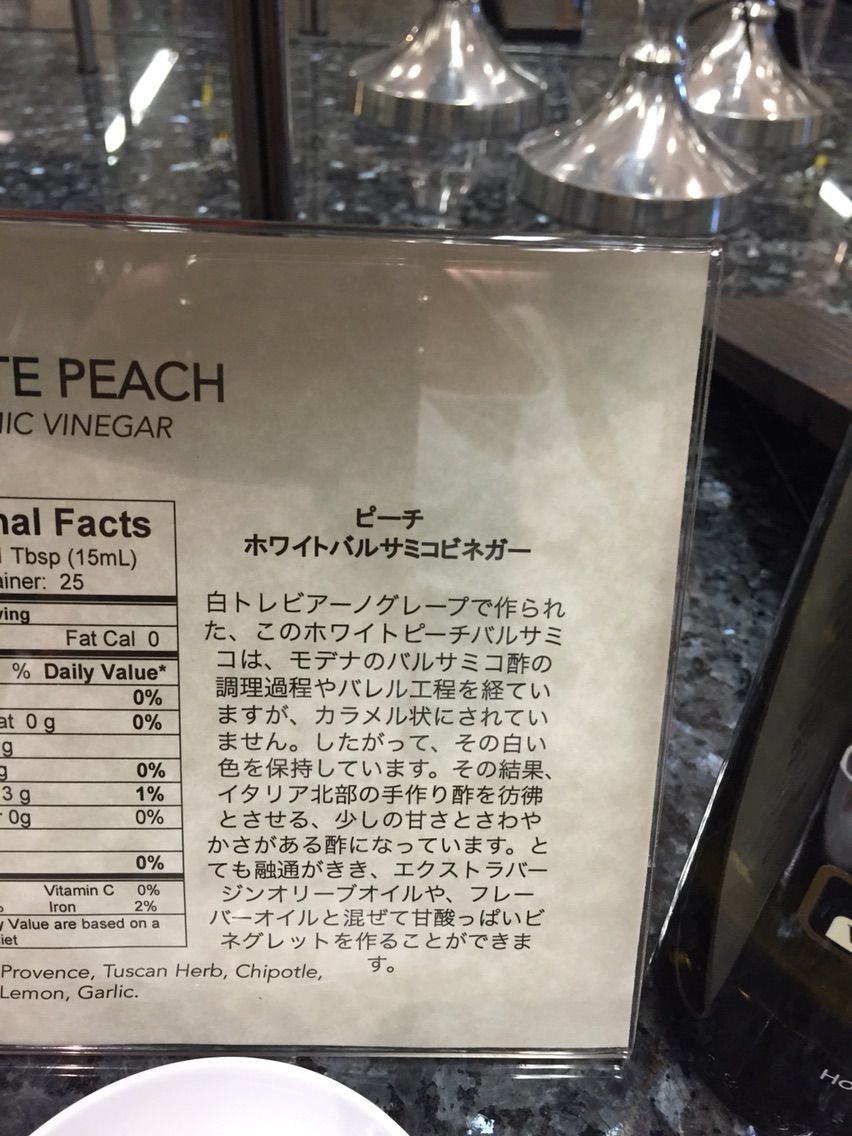 PEACH
VINEGAR
Facts
Tbsp (15mL)
25
Fat Cal 0
% Daily Value*
0%
0 g 0%
g
g 0%
3 g 1%
0g 0%
0%
Vitamin C 0%
Iron 2%
Value are based on a
Provence, Tuscan Herb, Chipotle,
Lemon, Garlic.
ピーチ
ホワイトバルサミコビネガー
白トレビアーノグレープで作られ
た、このホワイトピーチバルサミ
コは、モデナのバルサミコ酢の
調理過程やバレル工程を経てい
ますが、カラメル状にされてい
ません。したがって、その白い
色を保持しています。その結果、
イタリア北部の手作り酢を彷彿
とさせる、少しの甘さとさわや
かさがある酢になっています。と
ても融通がきき、エクストラバー
ジンオリーブオイルや、フレー
バーオイルと混ぜて甘酸っぱいビ
ネグレットを作ることができま
す。